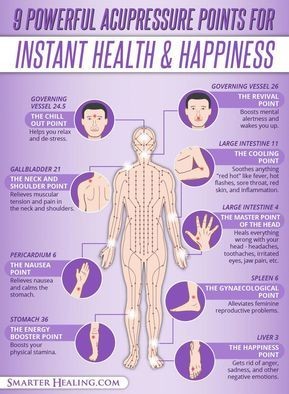 9 POWERFUL ACUPRESSURE POINTS FOR
INSTANT HEALTH & HAPPINESS
GOVERNING
VESSEL 24.5
THE CHILL
OUT POINT
Helps you relax
and de-stress.
GALLBLADDER 21
THE NECK AND
SHOULDER POINT
Relieves muscular
tension and pain in
the neck and shoulders.
PERICARDIUM 6
THE NAUSEA
POINT
Relieves nausea
and calms the
stomach.
STOMACH 36
THE ENERGY
BOOSTER POINT
Boosts your
physical stamina.
GOVERNING VESSEL 26
THE REVIVAL
POINT
Boosts mental
alertness and
wakes you up.
LARGE INTESTINE 11
THE COOLING
POINT
Soothes anything
"red hot" like fever, hot
flashes, sore throat, red
skin, and inflammation.
LARGE INTESTINE 4
THE MASTER POINT
OF THE HEAD
Heals everything
wrong with your
head - headaches,
toothaches, irritated
eyes, jaw pain, etc.
SPLEEN 6
THE GYNAECOLOGICAL
POINT
Alleviates feminine
reproductive problems.
LIVER 3
THE HAPPINESS
POINT
Gets rid of anger,
sadness, and other
negative emotions.
SMARTER HEALING.COM